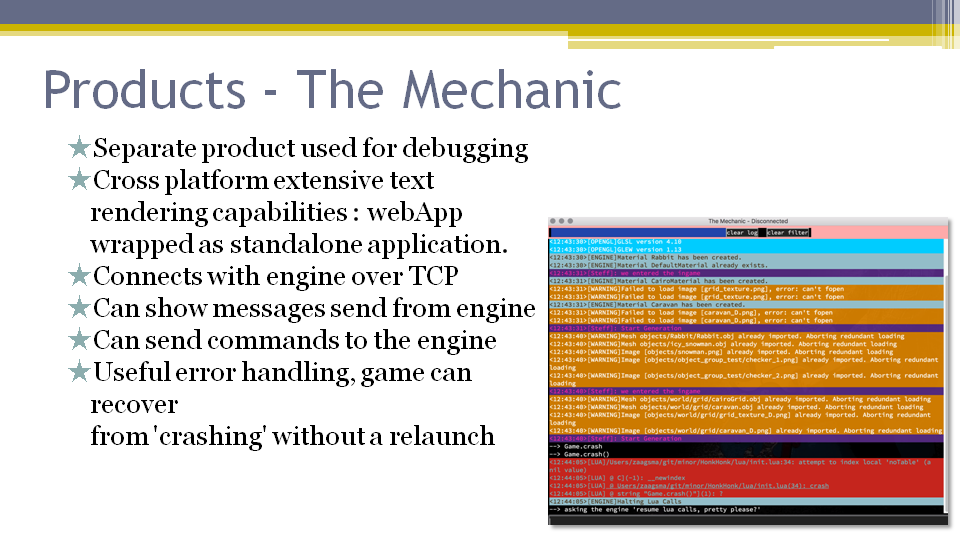 Products - The Mechanic
★Separate product used for debugging
★Cross platform extensive text
rendering capabilities : webApp
wrapped as standalone application.
★Connects with engine over TCP
★Can show messages send from engine
★Can send commands to the engine
★Useful error handling, game can
recover
from 'crashing' without a relaunch
The Mechanic - Disconnected
clear log clear filter
<12:43:30>[OPENGL]GLSL version 4.10
<12:43:30>[OPENGL]GLEW version 1.13
<12:43:30>[ENGINE]Material Rabbit has been created.
<12:43:30>[ENGINE]Material DefaultMaterial already exists.
<12:43:31>[Steff]: we entered the ingame
<12:43:31>[ENGINE]Material CairoMaterial has been created.
<12:43:31>[WARNING]Failed to load image [grid_texture.png], error: can't fopen
<12:43:31>[WARNING]Failed to load image [caravan_D.png], error: can't fopen
<12:43:31>[ENGINE]Material Caravan has been created.
<12:43:31>[WARNING]Failed to load image [caravan_D.png], error: can't fopen
<12:43:31>[WARNING]Failed to load image [caravan_D.png], error: can't fopen
<12:43:31>[Steff]: Start Generation
<12:43:40>[WARNING]Mesh objects/Rabbit/Rabbit.obj already imported. Aborting redundant loading
<12:43:40>[WARNING]Mesh objects/icy_snowman.obj already imported. Aborting redundant loading
<12:43:40>[WARNING]Image [objects/snowman.png] already imported. Aborting redundant loading
<12:43:40>[WARNING]Image [objects/object_group_test/checker_1.png] already imported. Aborting redundant
loading
<12:43:40>[WARNING]Image [objects/object_group_test/checker_2.png] already imported. Aborting redundant
loading
<12:43:40>[Steff]: we entered the ingame
<12:43:40>[WARNING]Mesh objects/world/grid/cairoGrid.obj already imported. Aborting redundant loading
<12:43:40>[WARNING]Mesh objects/world/grid/caravan.obj already imported. Aborting redundant loading
<12:43:40>[WARNING]Image [objects/world/grid/grid_texture_D.png] already imported. Aborting redundant
loading
<12:43:40>[WARNING]Image [objects/world/grid/caravan_D.png] already imported. Aborting redundant loading
<12:43:40>[Steff]: Start Generation
--> Game.crash
--> Game.crash()
<12:44:05>[LUA]/Users/zaagsma/git/minor/HonkHonk/lua/init.lua:34: attempt to index local 'noTable' (a
nil value)
<12:44:05>[LUA] @ C](-1): __newindex
<12:44:05>[LUA] @ Users/zaagsma/git/minor/HonkHonk/lua/init.lua(34): crash
<12:44:05>[LUA] @ string "Game.crash()"](1): ?
<12:44:05>[ENGINE]Halting Lua Calls
--> asking the engine 'resume lua calls, pretty please?'